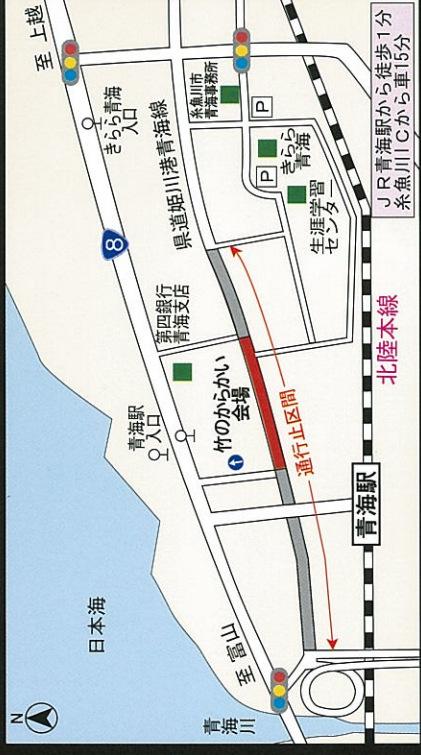 N
日本海
青海川
至 富山
至 上越
8
きらら青海
入口
県道姫川港青海線
糸魚川市
青海事務所
P
きらら
青海
P
生涯学習
センター
第四銀行
青海支店
青海駅
入口
竹のからかい
会場
通行止区間
青海駅
北陸本線
JR青海駅から徒歩1分
糸魚川ICから車15分